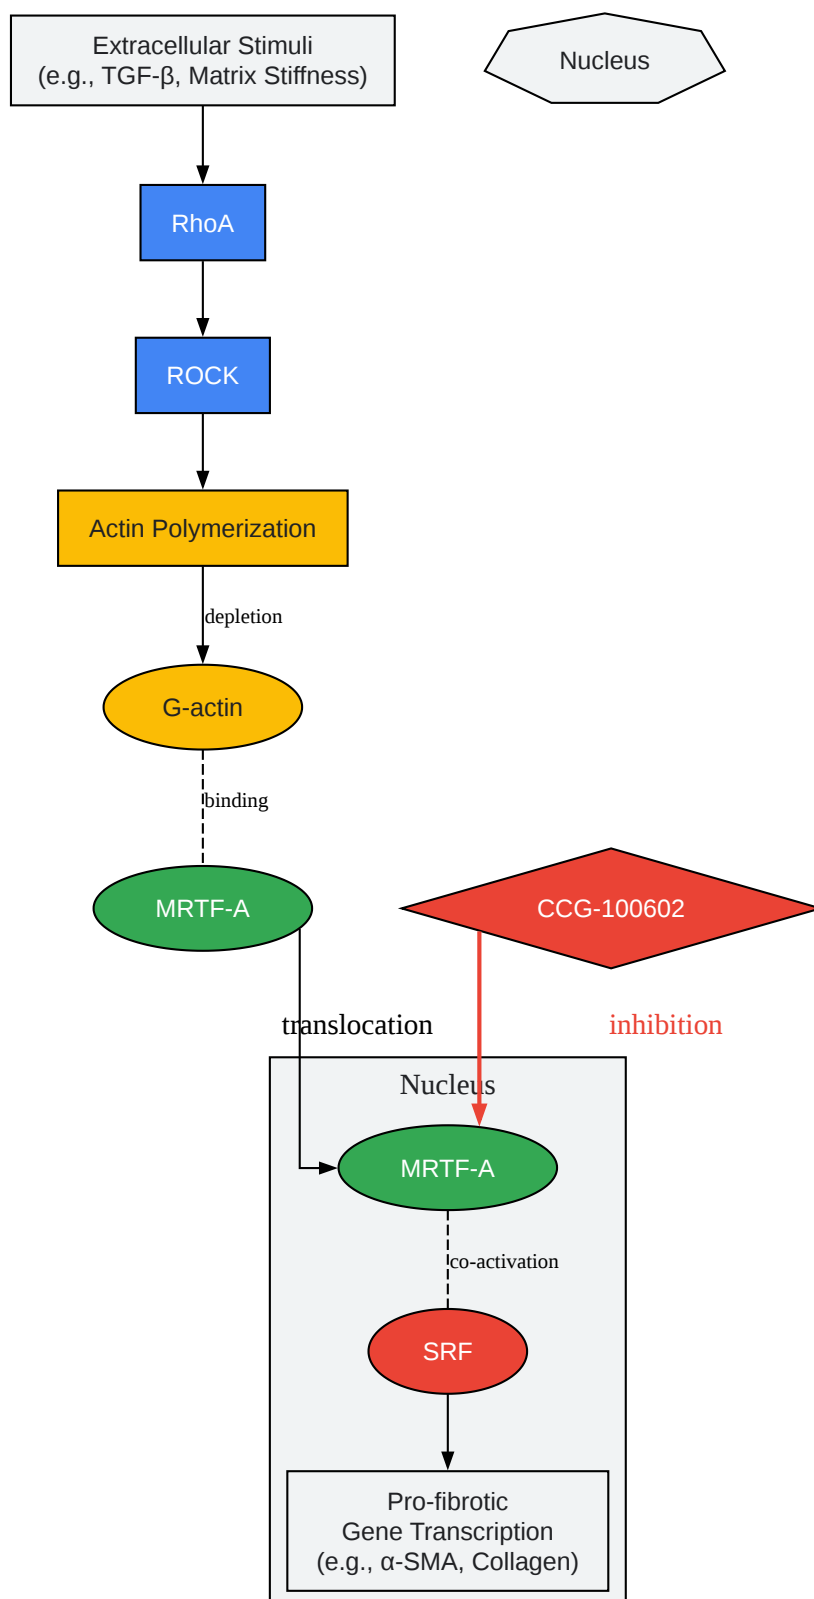 Extracellular Stimuli
(e.g., TGF-β, Matrix Stiffness)
Nucleus
RhoA
ROCK
Actin Polymerization
depletion
G-actin
binding
MRTF-A
CCG-100602
translocation
inhibition
Nucleus
MRTF-A
co-activation
SRF
Pro-fibrotic
Gene Transcription
(e.g., α-SMA, Collagen)